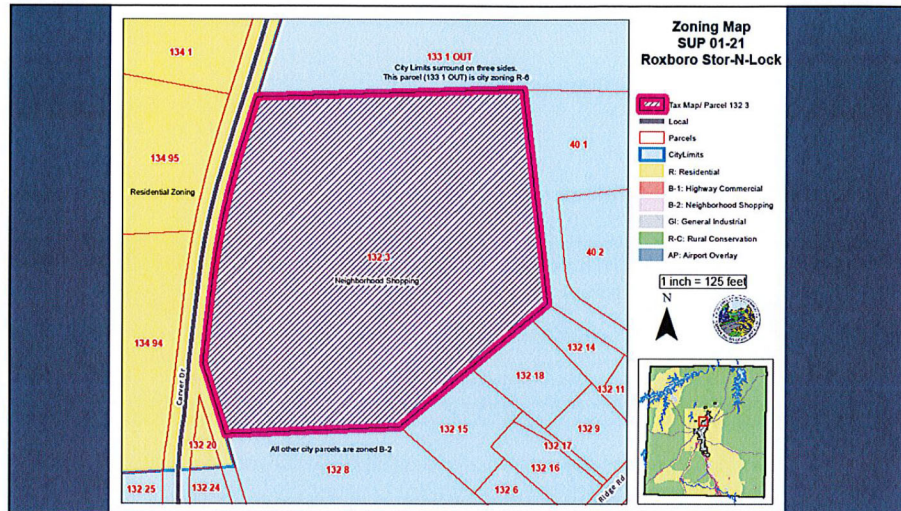 Zoning Map
SUP 01-21
Roxboro Stor-N-Lock
134 1
133 1 OUT
City Limits surround on three sides.
This parcel (133 1 OUT) is city zoning R-6
40 1
134 95
Residential Zoning
40 2
132 3
Neighborhood Shopping
134 94
Carver Dr
132 14
132 18
132 11
132 20
132 15
132 9
132 17
132 16
All other city parcels are zoned B-2
132 8
132 25
132 24
132 6
Ridge Rd
Tax Map/ Parcel 132 3
Local
Parcels
CityLimits
R: Residential
B-1: Highway Commercial
B-2: Neighborhood Shopping
GI: General Industrial
R-C: Rural Conservation
AP: Airport Overlay
1 inch = 125 feet
N